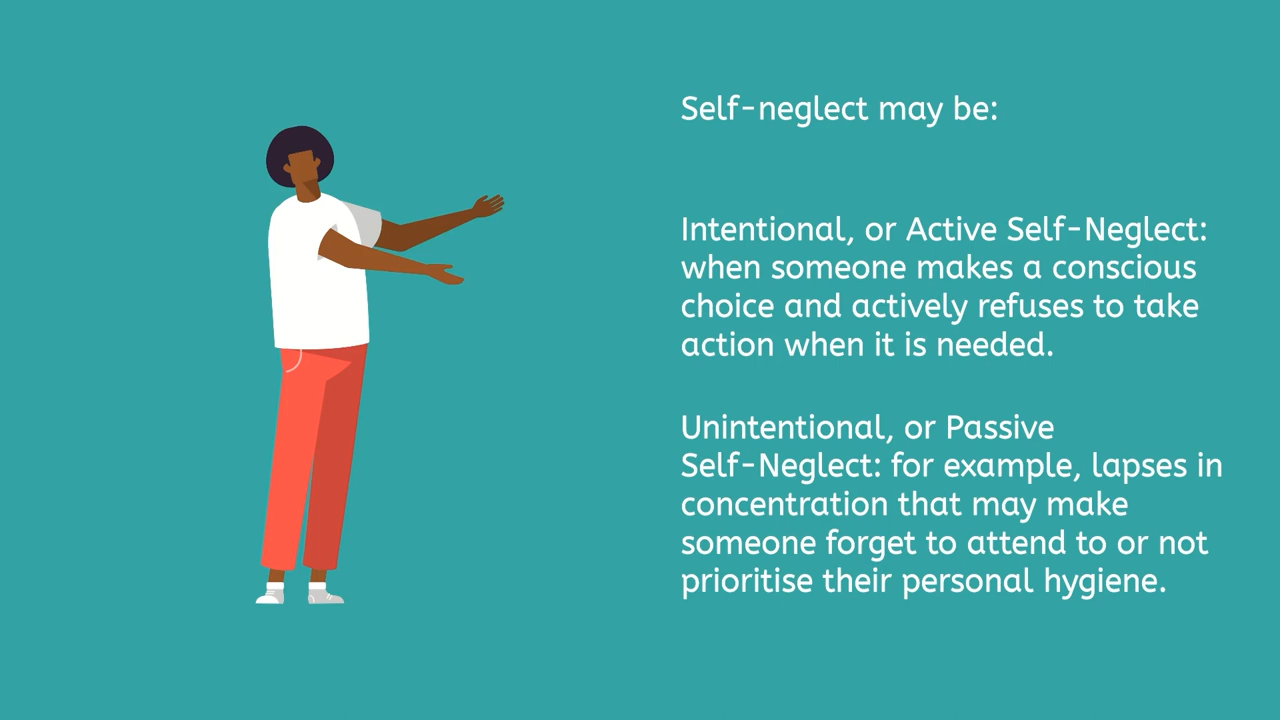 Self-neglect may be:
Intentional, or Active Self-Neglect:
when someone makes a conscious
choice and actively refuses to take
action when it is needed.
Unintentional, or Passive
Self-Neglect: for example, lapses in
concentration that may make
someone forget to attend to or not
prioritise their personal hygiene.